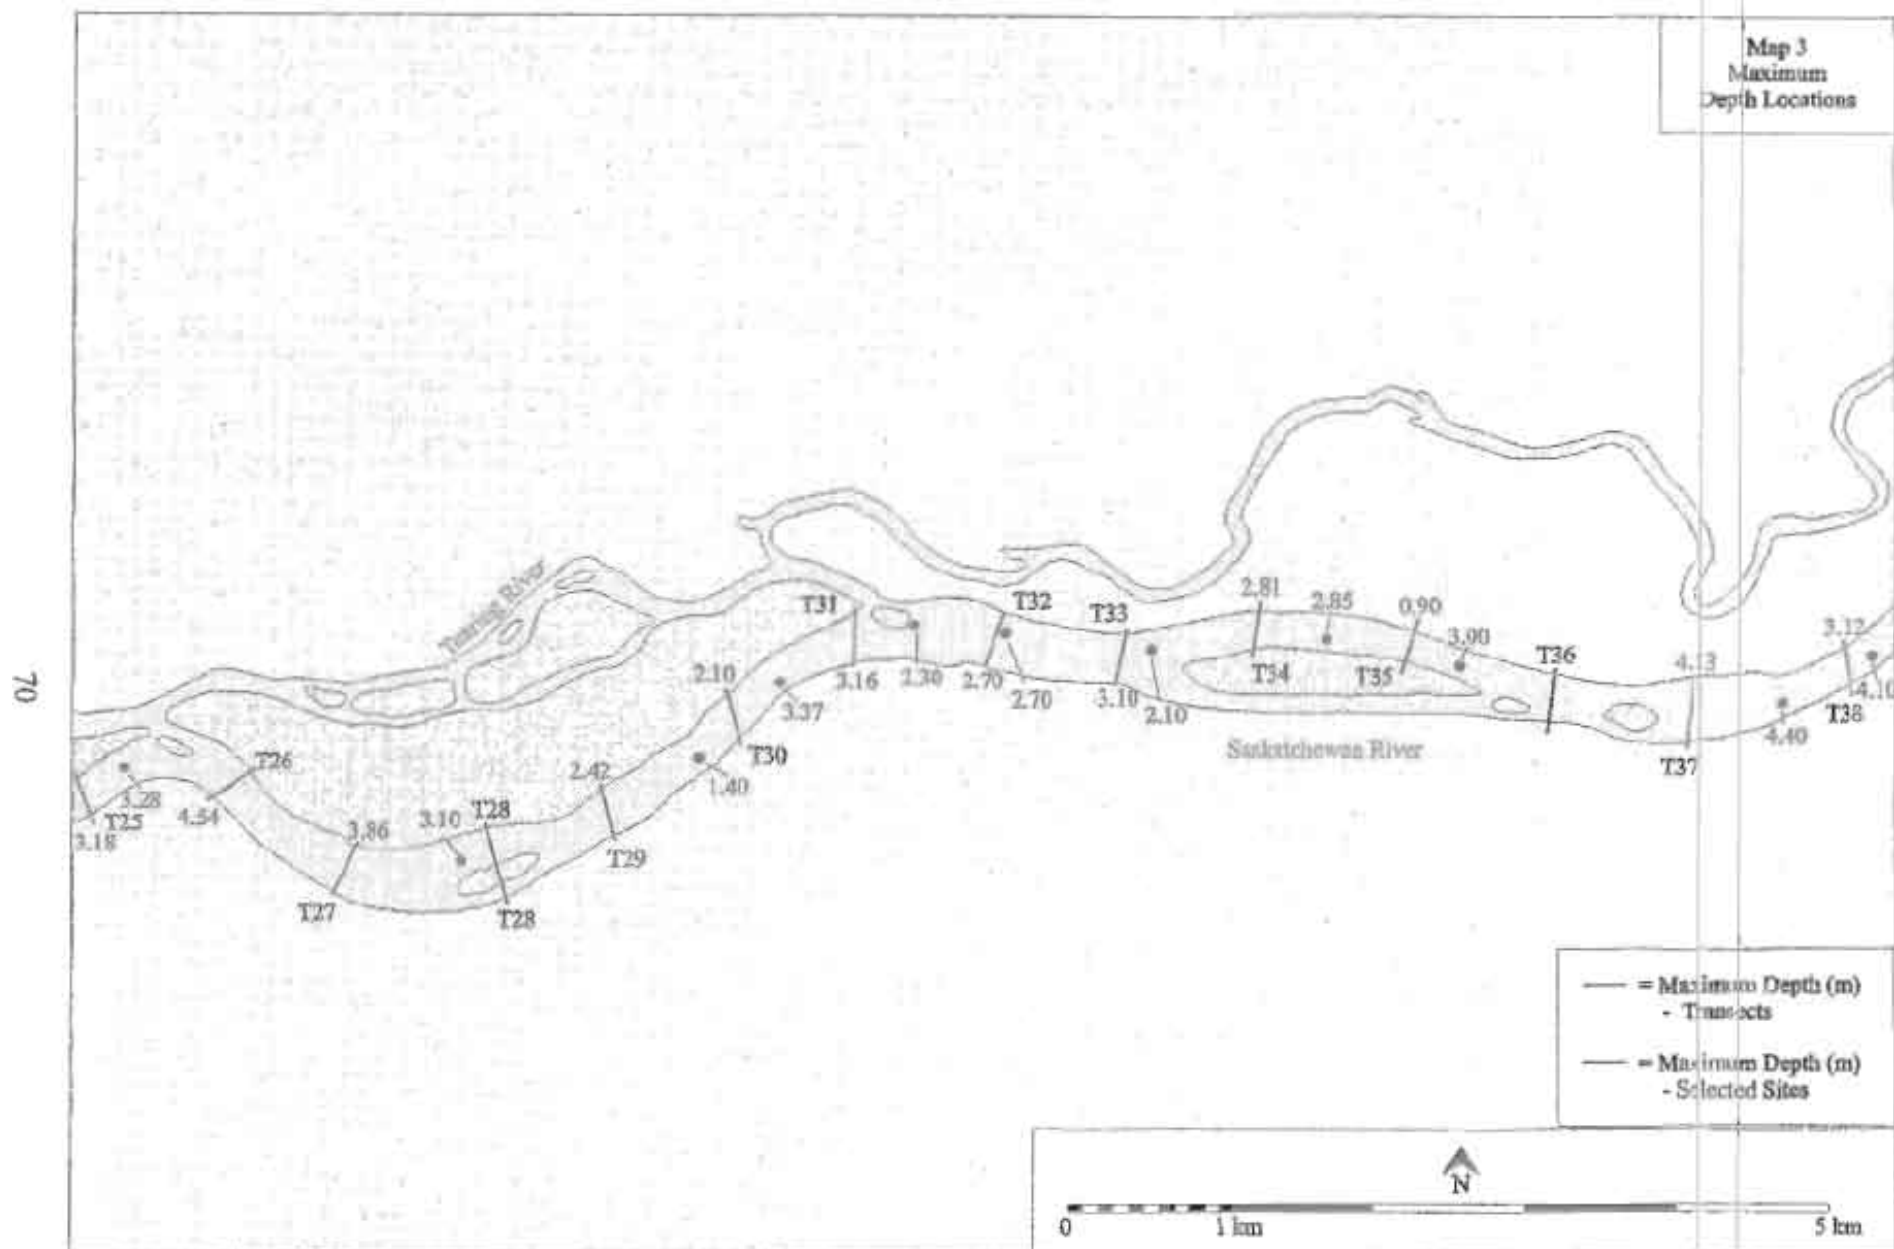 Map 3
Maximum
Depth Locations
70
River
T31
T32
T33
2.81
2.85
0.90
3.90
T36
4.13
3.12
T34
T35
T26
2.10
3.37
3.16
2.30
2.70
2.70
3.10
2.10
Saskatchewan River
T37
4.40
T38
4.10
T30
1.40
2.42
T29
3.28
T25
3.18
4.54
3.86
3.10
T28
T27
T28
= Maximum Depth (m)
- Transects
= Maximum Depth (m)
- Selected Sites
N
0 1 km 5 km